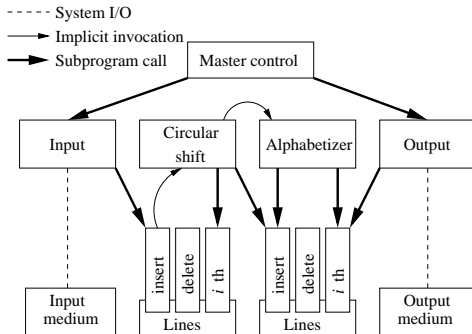 System I/O
Implicit invocation
Subprogram call
Master control
Input
Circular
shift
Alphabetizer
Output
insert
delete
i th
insert
delete
i th
Input
medium
Lines
Lines
Output
medium